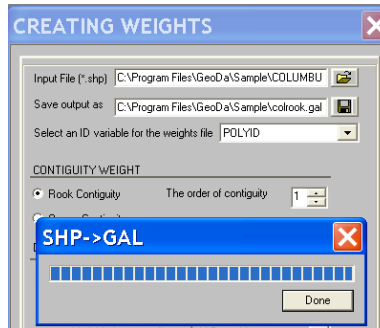 CREATING WEIGHTS
Input File (*.shp) C:\Program Files\GeoDa\Sample\COLUMBU
Save output as C:\Program Files\GeoDa\Sample\colrook.gal
Select an ID variable for the weights file POLYID
CONTIGUITY WEIGHT
Rook Contiguity The order of contiguity 1
SHP->GAL
Done